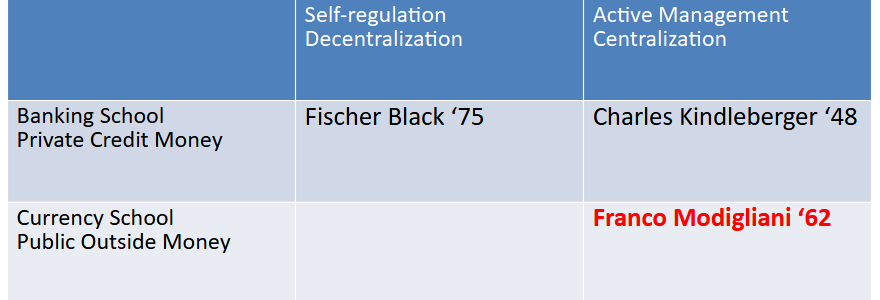 Self-regulation
Decentralization
Active Management
Centralization
Banking School
Private Credit Money
Fischer Black ‘75
Charles Kindleberger ‘48
Currency School
Public Outside Money
Franco Modigliani ‘62